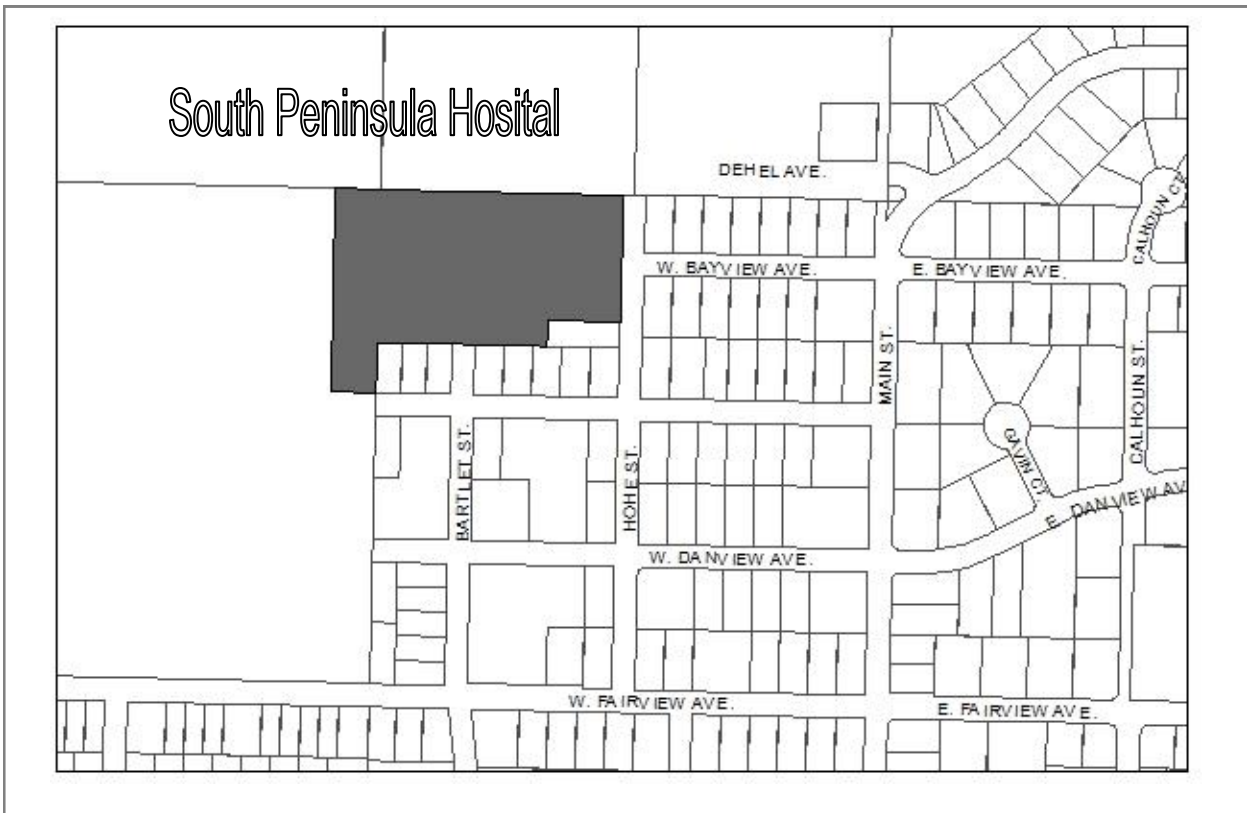 South Peninsula Hosital
DEHEL AVE.
CALHOUN CT.
W. BAYVIEW AVE.
E. BAYVIEW AVE.
MAIN ST.
CALHOUN ST.
GAVIN CT.
BARTLET ST.
HOHE ST.
E. DANVIEW AV
W. DANVIEW AVE.
W. FAIRVIEW AVE.
E. FAIRVIEW AVE.